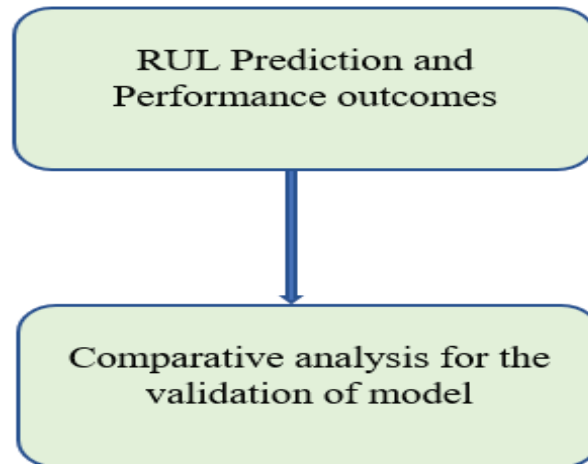 RUL Prediction and
Performance outcomes
Comparative analysis for the
validation of model